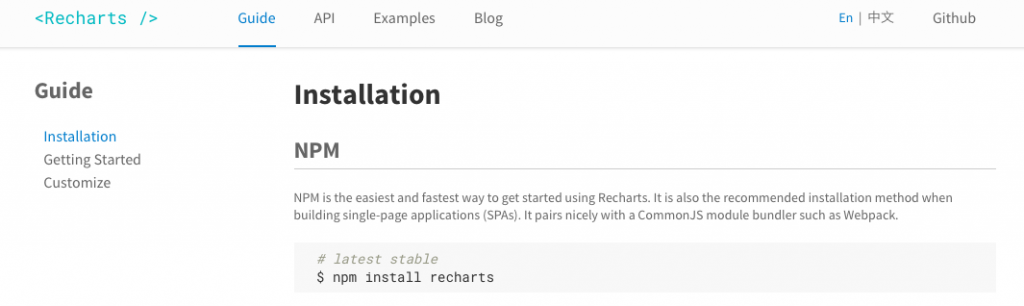 <Recharts /> Guide API Examples Blog En | 中文 Github
Guide
Installation
Getting Started
Customize
Installation
NPM
NPM is the easiest and fastest way to get started using Recharts. It is also the recommended installation method when
building single-page applications (SPAs). It pairs nicely with a CommonJS module bundler such as Webpack.
# latest stable
$ npm install recharts